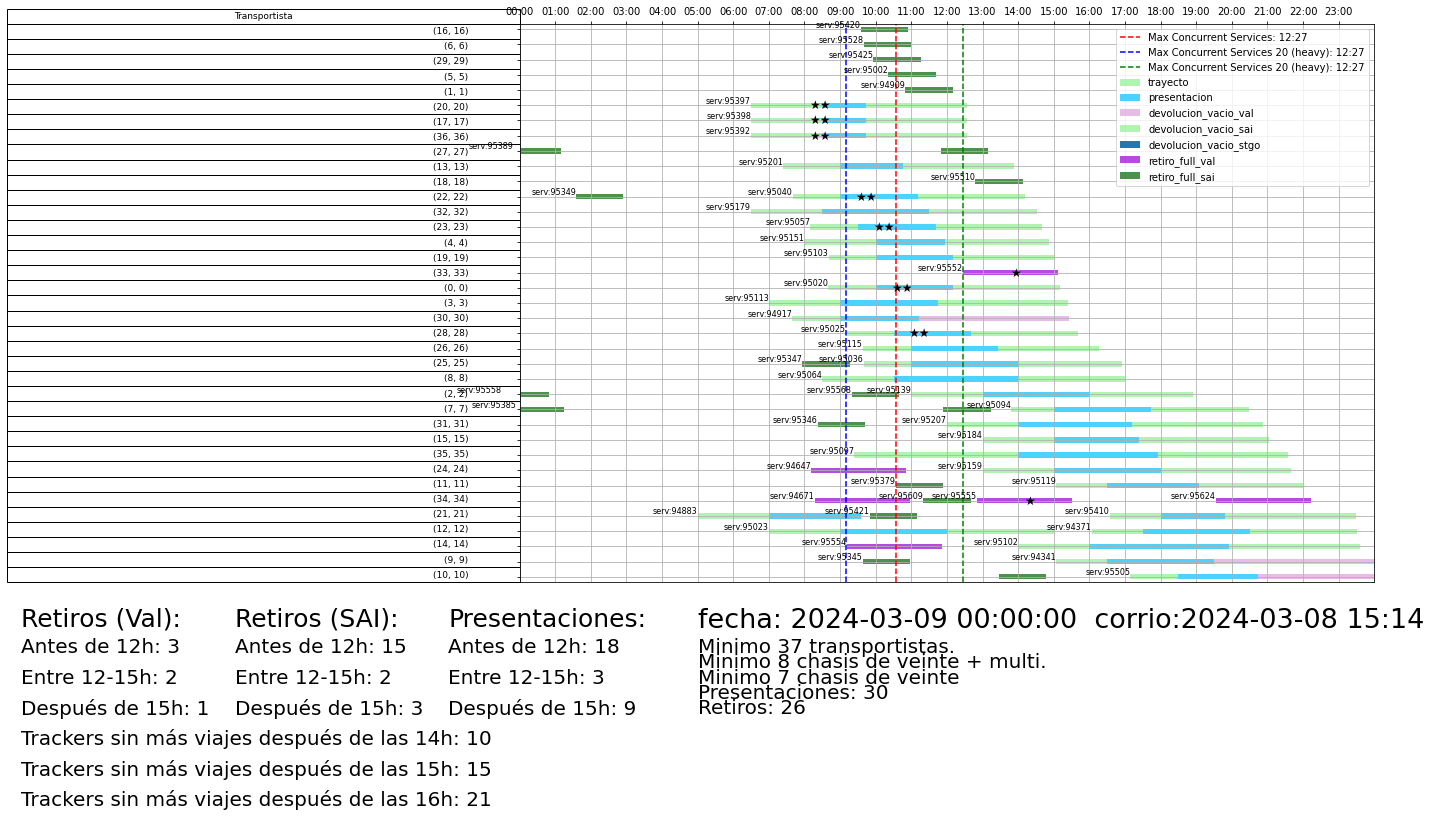 Transportista
00:00 01:00 02:00 03:00 04:00 05:00 06:00 07:00 08:00 09:00 10:00 11:00 12:00 13:00 14:00 15:00 16:00 17:00 18:00 19:00 20:00 21:00 22:00 23:00
(16, 16) serv:95420
(6, 6) serv:95528
(29, 29) serv:95425
(5, 5) serv:95002
(1, 1) serv:94909
(20, 20) serv:95397
(17, 17) serv:95398
(36, 36) serv:95392
(27, 27) serv:95389
(13, 13) serv:95201
(18, 18) serv:95510
(22, 22) serv:95349 serv:95040
(32, 32) serv:95179
(23, 23) serv:95057
(4, 4) serv:95151
(19, 19) serv:95103
(33, 33) serv:95552
(0, 0) serv:95020
(3, 3) serv:95113
(30, 30) serv:94917
(28, 28) serv:95025
(26, 26) serv:95115
(25, 25) serv:95347 serv:95036
(8, 8) serv:95064
(2, 2) serv:95558 serv:95568 serv:95139
(7, 7) serv:95385 serv:95094
(31, 31) serv:95346 serv:95207
(15, 15) serv:95184
(35, 35) serv:95097
(24, 24) serv:94647 serv:95159
(11, 11) serv:95379 serv:95119
(34, 34) serv:94671 serv:95609 serv:95555 serv:95624
(21, 21) serv:94883 serv:95421 serv:95410
(12, 12) serv:95023 serv:94371
(14, 14) serv:95554 serv:95102
(9, 9) serv:95345 serv:94341
(10, 10) serv:95505
Max Concurrent Services: 12:27
Max Concurrent Services 20 (heavy): 12:27
Max Concurrent Services 20 (heavy): 12:27
trayecto
presentacion
devolucion_vacio_val
devolucion_vacio_sai
devolucion_vacio_stgo
retiro_full_val
retiro_full_sai
Retiros (Val):
Antes de 12h: 3
Entre 12-15h: 2
Después de 15h: 1
Retiros (SAI):
Antes de 12h: 15
Entre 12-15h: 2
Después de 15h: 3
Presentaciones:
Antes de 12h: 18
Entre 12-15h: 3
Después de 15h: 9
Trackers sin más viajes después de las 14h: 10
Trackers sin más viajes después de las 15h: 15
Trackers sin más viajes después de las 16h: 21
fecha: 2024-03-09 00:00:00 corrio:2024-03-08 15:14
Minimo 37 transportistas.
Minimo 8 chasis de veinte + multi.
Minimo 7 chasis de veinte
Presentaciones: 30
Retiros: 26